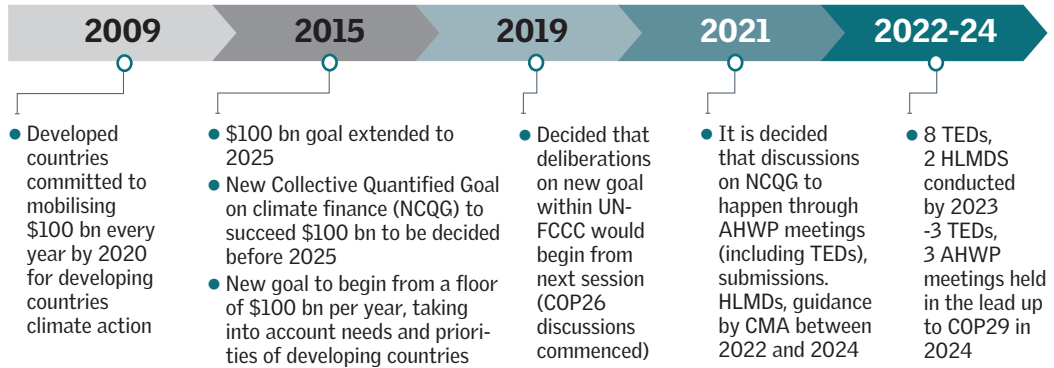 2009
2015
2019
2021
2022-24
Developed
countries
committed to
mobilising
$100 bn every
year by 2020
for developing
countries
climate action
$100 bn goal extended to
2025
New Collective Quantified Goal
on climate finance (NCQG) to
succeed $100 bn to be decided
before 2025
New goal to begin from a floor
of $100 bn per year, taking
into account needs and priori-
ties of developing countries
Decided that
deliberations
on new goal
within UN-
FCCC would
begin from
next session
(COP26
discussions
commenced)
It is decided
that discussions
on NCQG to
happen through
AHWP meetings
(including TEDs),
submissions.
HLMDs, guidance
by CMA between
2022 and 2024
8 TEDs,
2 HLMDS
conducted
by 2023
-3 TEDs,
3 AHWP
meetings held
in the lead up
to COP29 in
2024